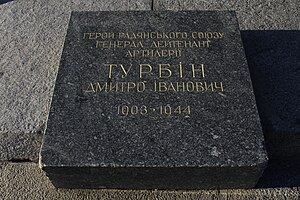 ГЕРОЙ РАДЯНСЬКОГО СОЮЗУ
ГЕНЕРАЛ-ЛЕЙТЕНАНТ
АРТИЛЕРІЇ
ТУРБІН
ДМИТРО ІВАНОВИЧ
1903-1944